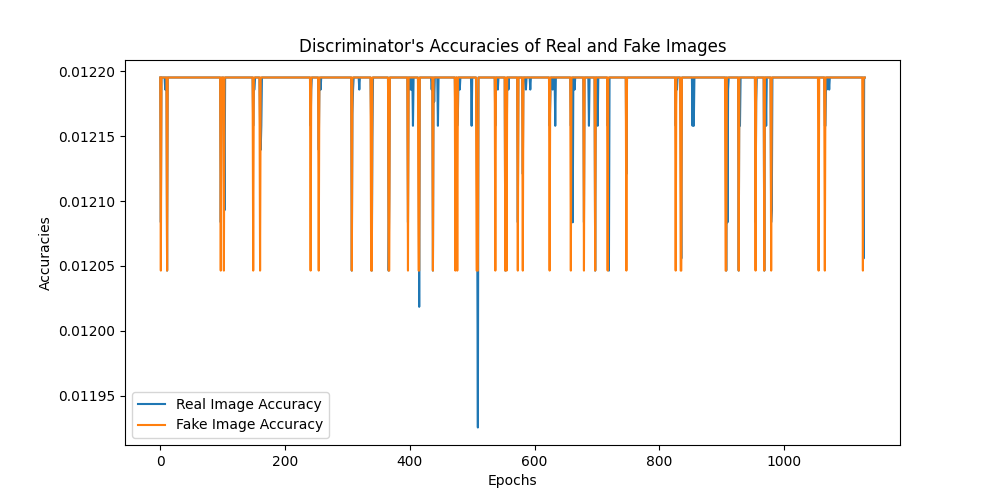 Discriminator's Accuracies of Real and Fake Images
0.01220
0.01215
0.01210
0.01205
0.01200
0.01195
Accuracies
Real Image Accuracy
Fake Image Accuracy
0 200 400 600 800 1000
Epochs